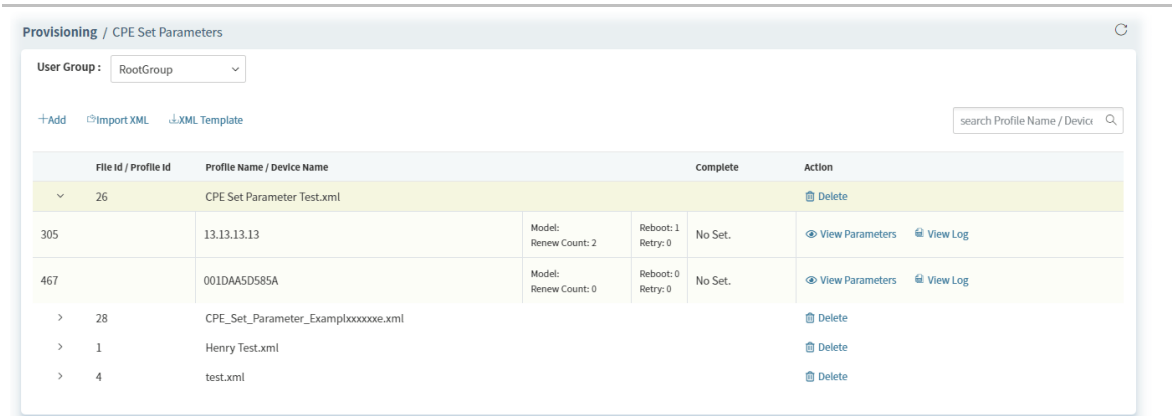 Provisioning / CPE Set Parameters
User Group : RootGroup
Add Import XML XML Template search Profile Name / Device
File Id / Profile Id Profile Name / Device Name Complete Action
26 CPE Set Parameter Test.xml Delete
305 13.13.13.13 Model: Renew Count: 2 Reboot: 1 Retry: 0 No Set. View Parameters View Log
467 001DAA5D585A Model: Renew Count: 0 Reboot: 0 Retry: 0 No Set. View Parameters View Log
28 CPE_Set_Parameter_Examplxxxxxxe.xml Delete
1 Henry Test.xml Delete
4 test.xml Delete